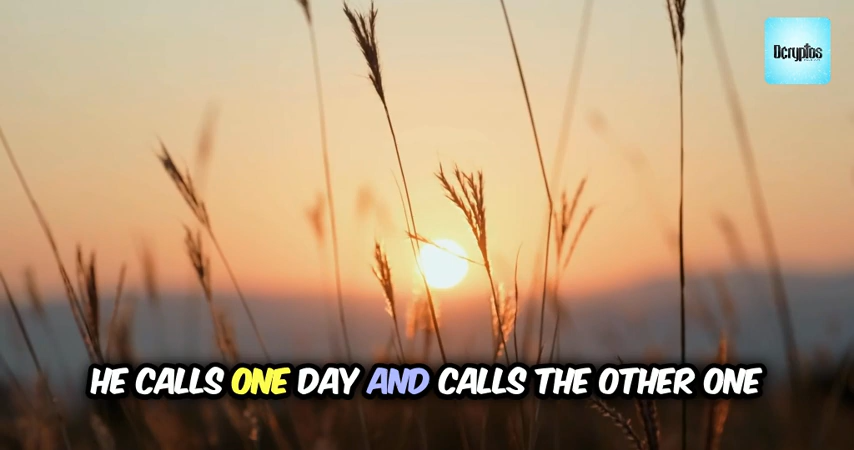 Dcryptos
HE CALLS ONE DAY AND CALLS THE OTHER ONE